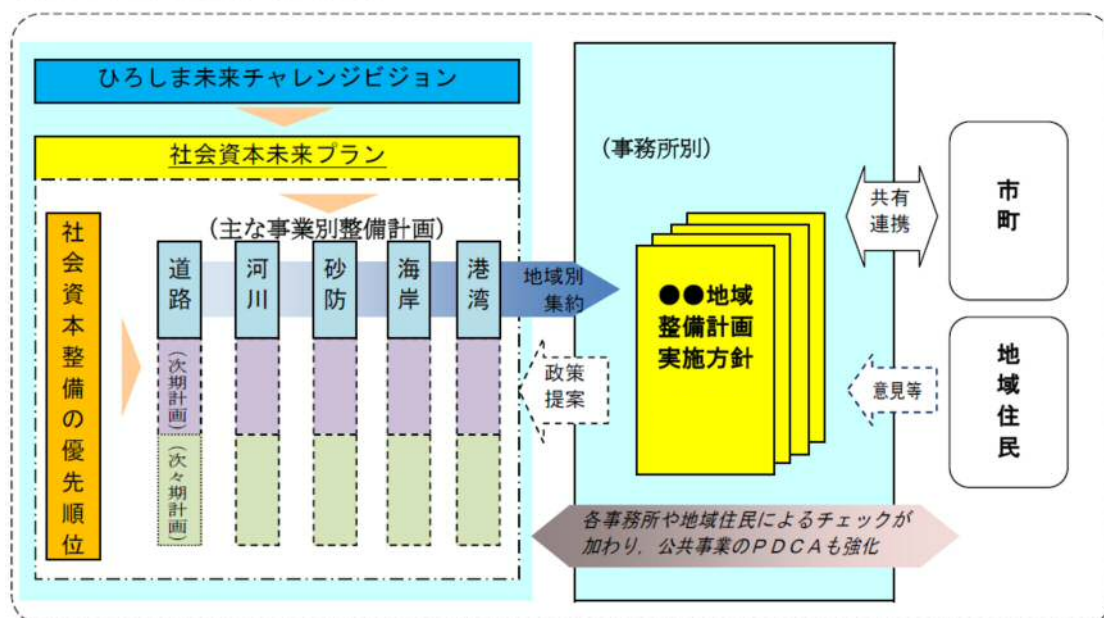 ひろしま未来チャレンジビジョン
社会資本未来プラン
(主な事業別整備計画)
社会資本整備の優先順位
道路
河川
砂防
海岸
港湾
(次期計画)
(次々期計画)
地域別
集約
政策
提案
(事務所別)
●●地域
整備計画
実施方針
共有
連携
意見等
市町
地域住民
各事務所や地域住民によるチェックが
加わり，公共事業のＰＤＣＡも強化